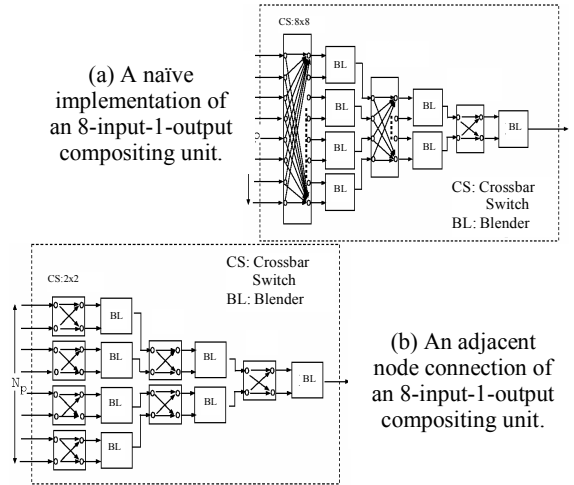 CS:8x8
BL
BL
BL
BL
BL
BL
BL
CS: Crossbar
Switch
BL: Blender
(a) A naïve
implementation of
an 8-input-1-output
compositing unit.
CS: Crossbar
Switch
BL: Blender
CS:2x2
BL
BL
BL
BL
BL
BL
BL
Np
(b) An adjacent
node connection of
an 8-input-1-output
compositing unit.